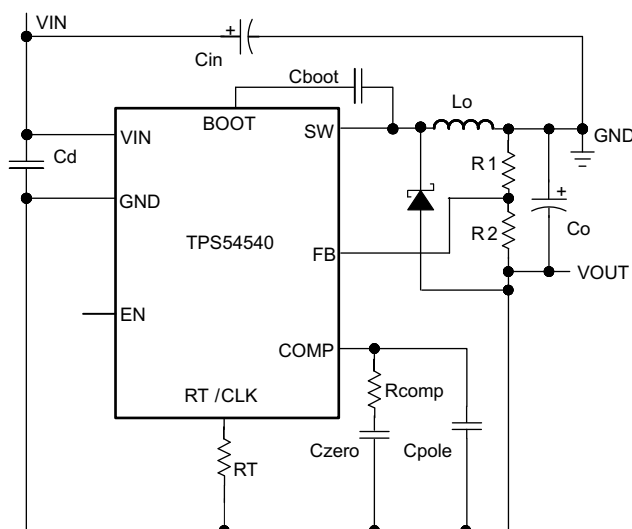 VIN
Cin
Cboot
BOOT
VIN
SW
Lo
GND
Cd
R1
GND
TPS54540
R2
Co
FB
VOUT
EN
COMP
RT /CLK
Rcomp
RT
Czero
Cpole
+
+